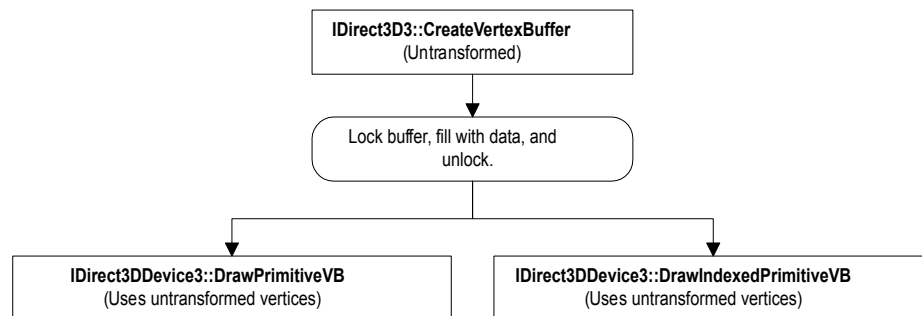 IDirect3D3::CreateVertexBuffer
(Untransformed)
Lock buffer, fill with data, and
unlock.
IDirect3DDevice3::DrawPrimitiveVB
(Uses untransformed vertices)
IDirect3DDevice3::DrawIndexedPrimitiveVB
(Uses untransformed vertices)